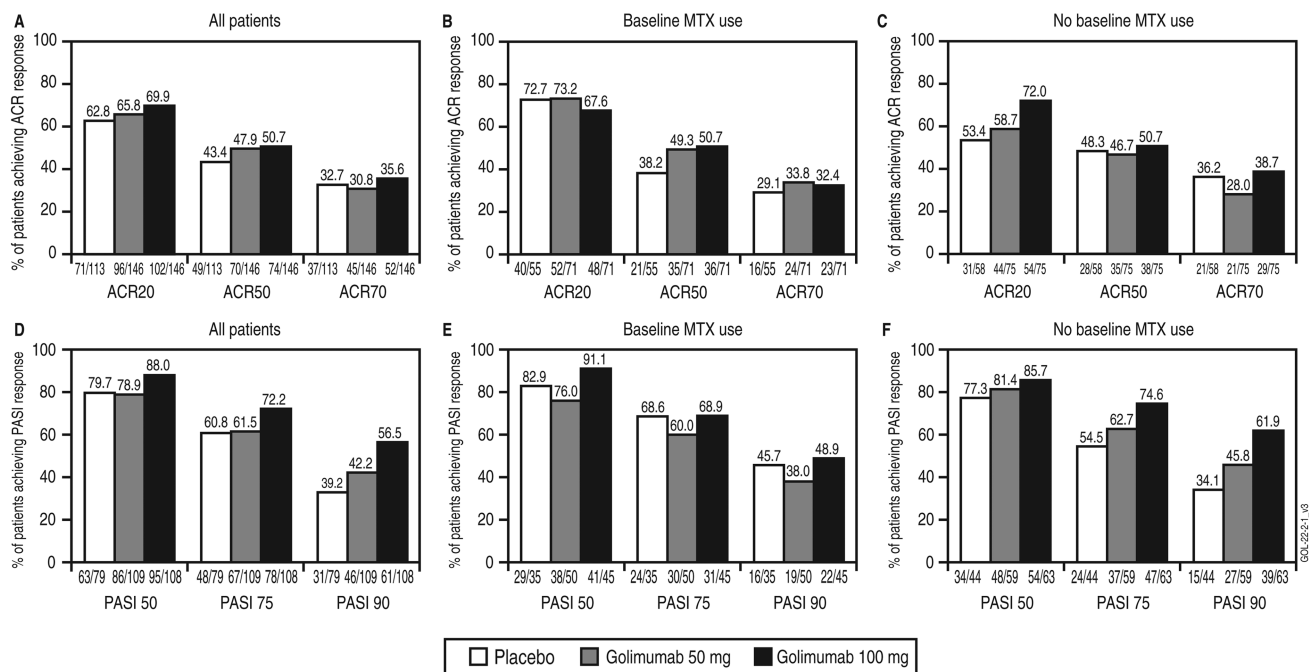 A
All patients
% of patients achieving ACR response
100
80
60
40
20
0
62.8
65.8
69.9
43.4
47.9
50.7
32.7
30.8
35.6
71/113 96/146 102/146 49/113 70/146 74/146 37/113 45/146 52/146
ACR20 ACR50 ACR70
B
Baseline MTX use
% of patients achieving ACR response
100
80
60
40
20
0
72.7
73.2
67.6
38.2
49.3
50.7
29.1
33.8
32.4
40/55 52/71 48/71 21/55 35/71 36/71 16/55 24/71 23/71
ACR20 ACR50 ACR70
C
No baseline MTX use
% of patients achieving ACR response
100
80
60
40
20
0
53.4
58.7
72.0
48.3
46.7
50.7
36.2
28.0
38.7
31/58 44/75 54/75 28/58 35/75 38/75 21/58 21/75 29/75
ACR20 ACR50 ACR70
D
All patients
% of patients achieving PASI response
100
80
60
40
20
0
79.7
78.9
88.0
60.8
61.5
72.2
39.2
42.2
56.5
63/79 86/109 95/108 48/79 67/109 78/108 31/79 46/109 61/108
PASI 50 PASI 75 PASI 90
E
Baseline MTX use
% of patients achieving PASI response
100
80
60
40
20
0
82.9
76.0
91.1
68.6
60.0
68.9
45.7
38.0
48.9
29/35 38/50 41/45 24/35 30/50 31/45 16/35 19/50 22/45
PASI 50 PASI 75 PASI 90
F
No baseline MTX use
% of patients achieving PASI response
100
80
60
40
20
0
77.3
81.4
85.7
54.5
62.7
74.6
34.1
45.8
61.9
34/44 48/59 54/63 24/44 37/59 47/63 15/44 27/59 39/63
PASI 50 PASI 75 PASI 90
GOL-22-2-1_v3
Placebo Golimumab 50 mg Golimumab 100 mg